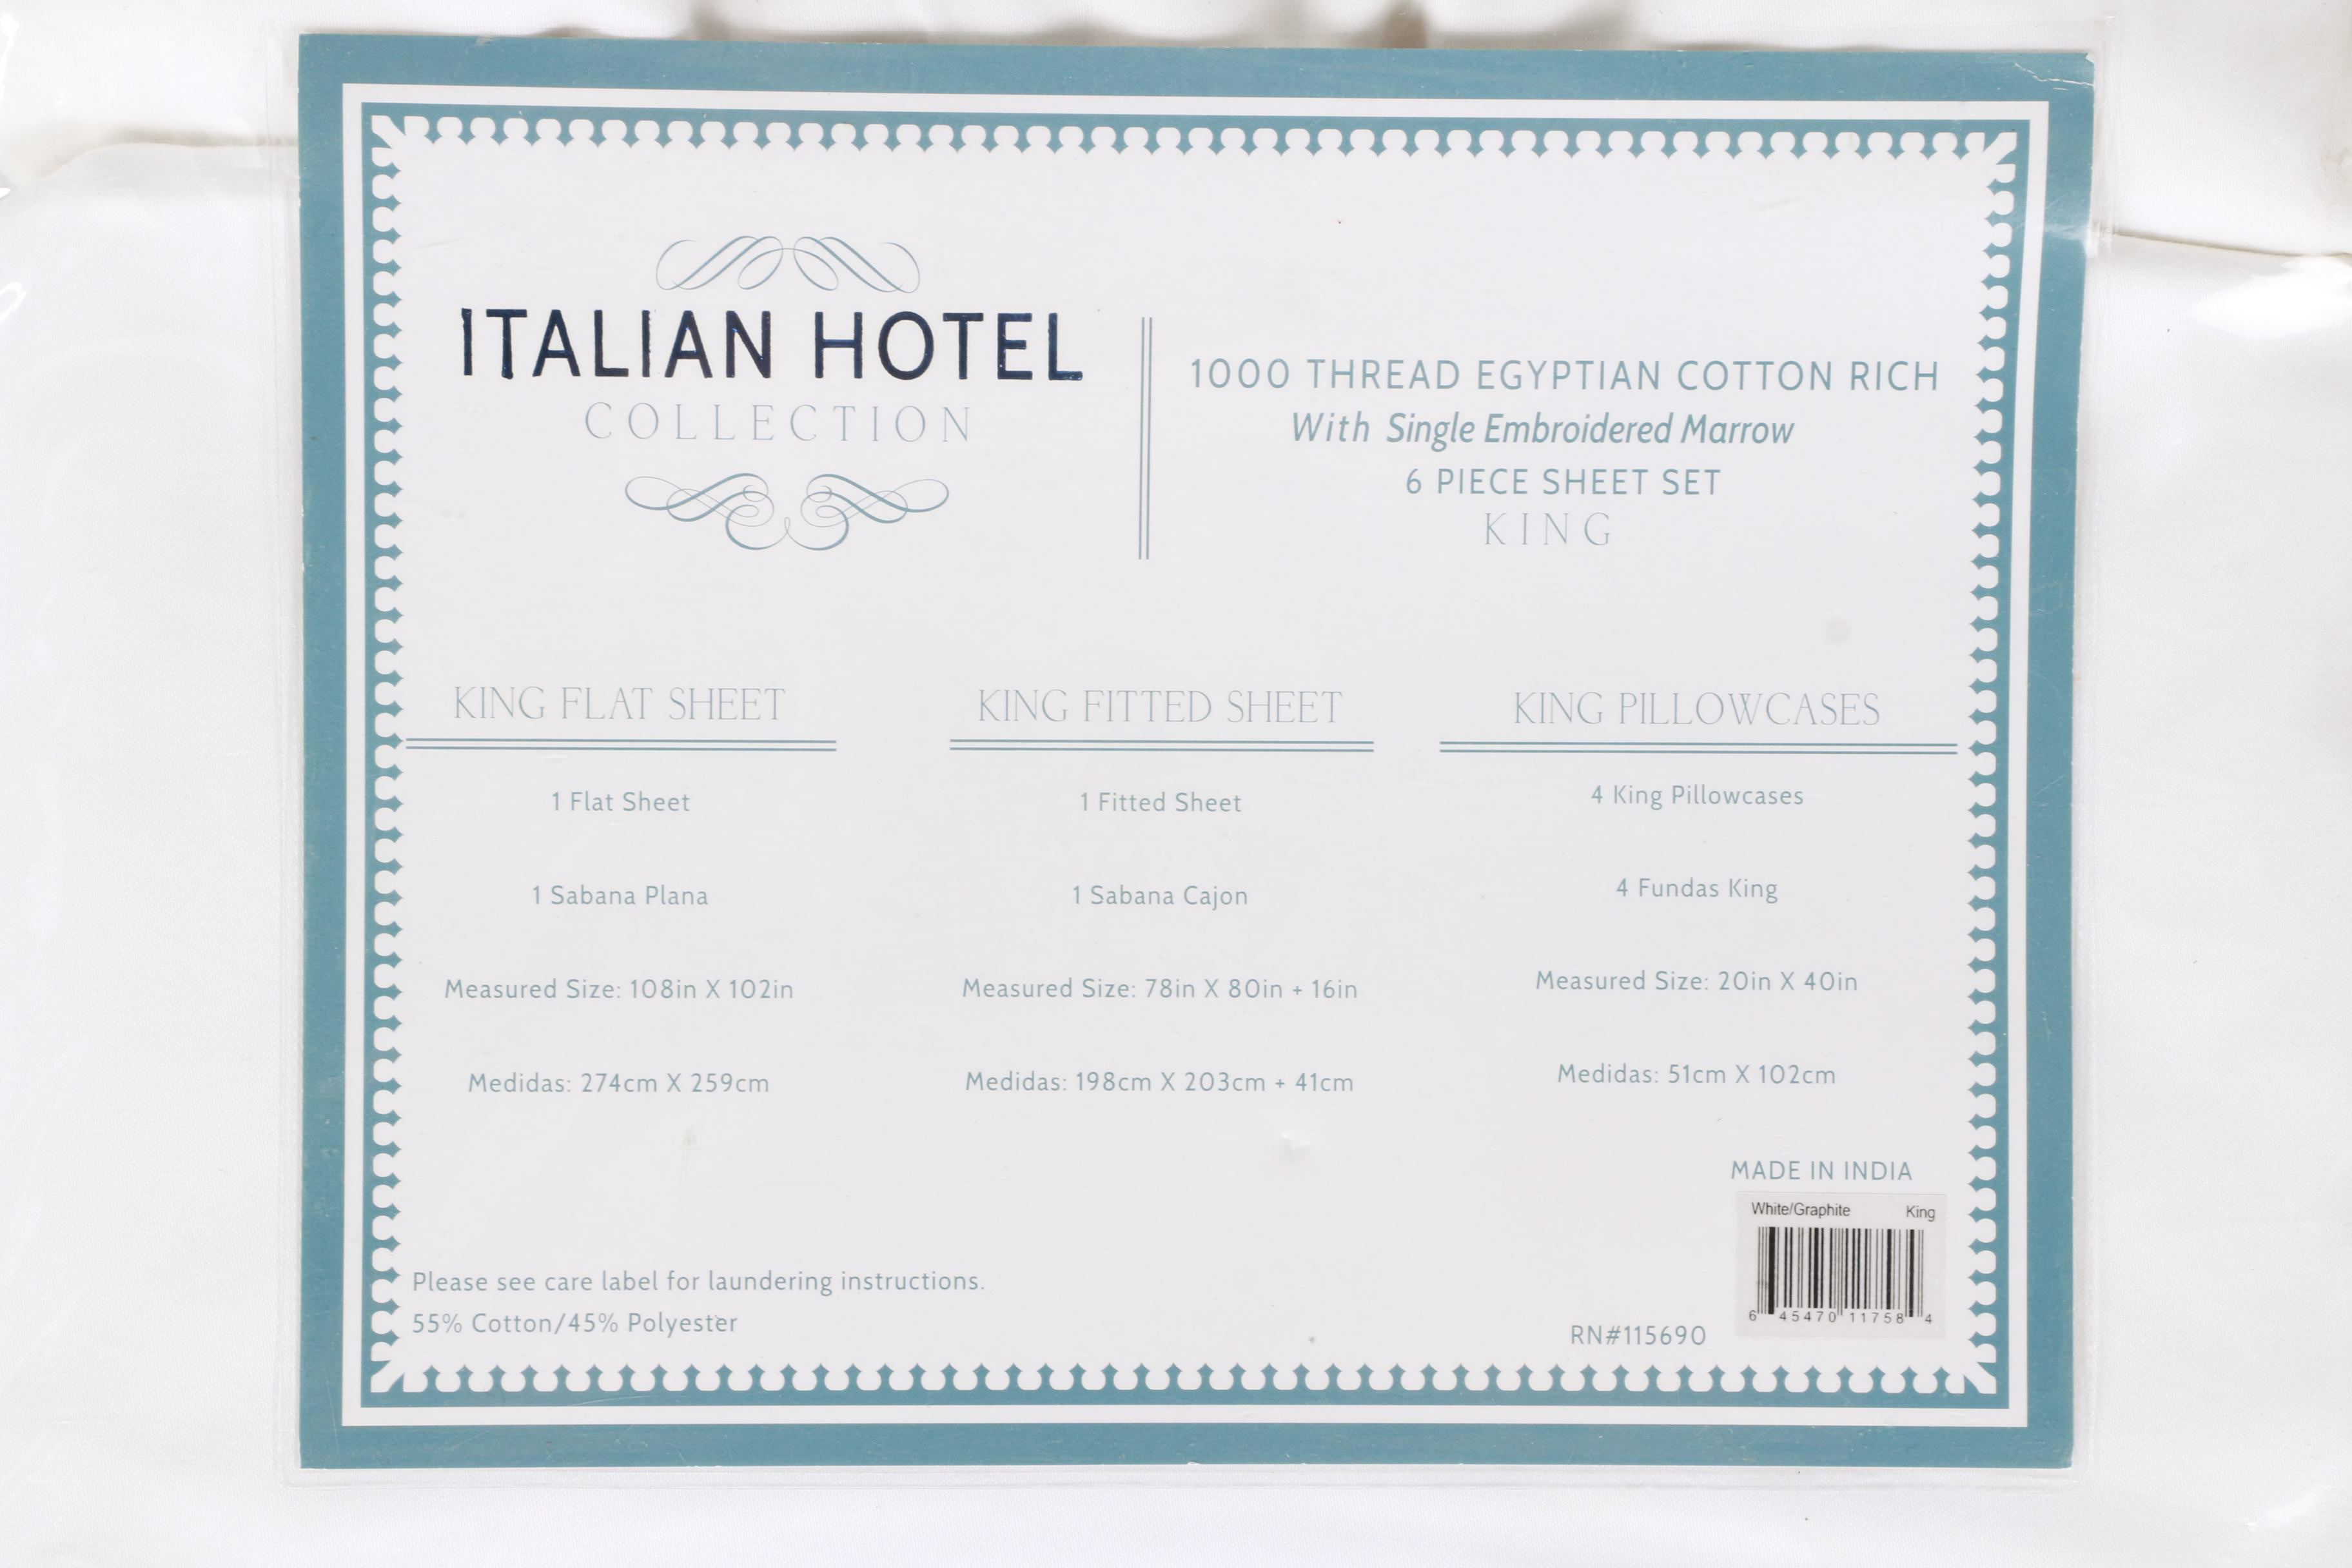 ITALIAN HOTEL
COLLECTION
1000 THREAD EGYPTIAN COTTON RICH
With Single Embroidered Marrow
6 PIECE SHEET SET
KING
KING FLAT SHEET
1 Flat Sheet
1 Sabana Plana
Measured Size: 108in X 102in
Medidas: 274cm X 259cm
KING FITTED SHEET
1 Fitted Sheet
1 Sabana Cajon
Measured Size: 78in X 80in + 16in
Medidas: 198cm X 203cm + 41cm
KING PILLOWCASES
4 King Pillowcases
4 Fundas King
Measured Size: 20in X 40in
Medidas: 51cm X 102cm
MADE IN INDIA
White/Graphite King
6 45470 11758 4
Please see care label for laundering instructions.
55% Cotton/45% Polyester
RN#115690